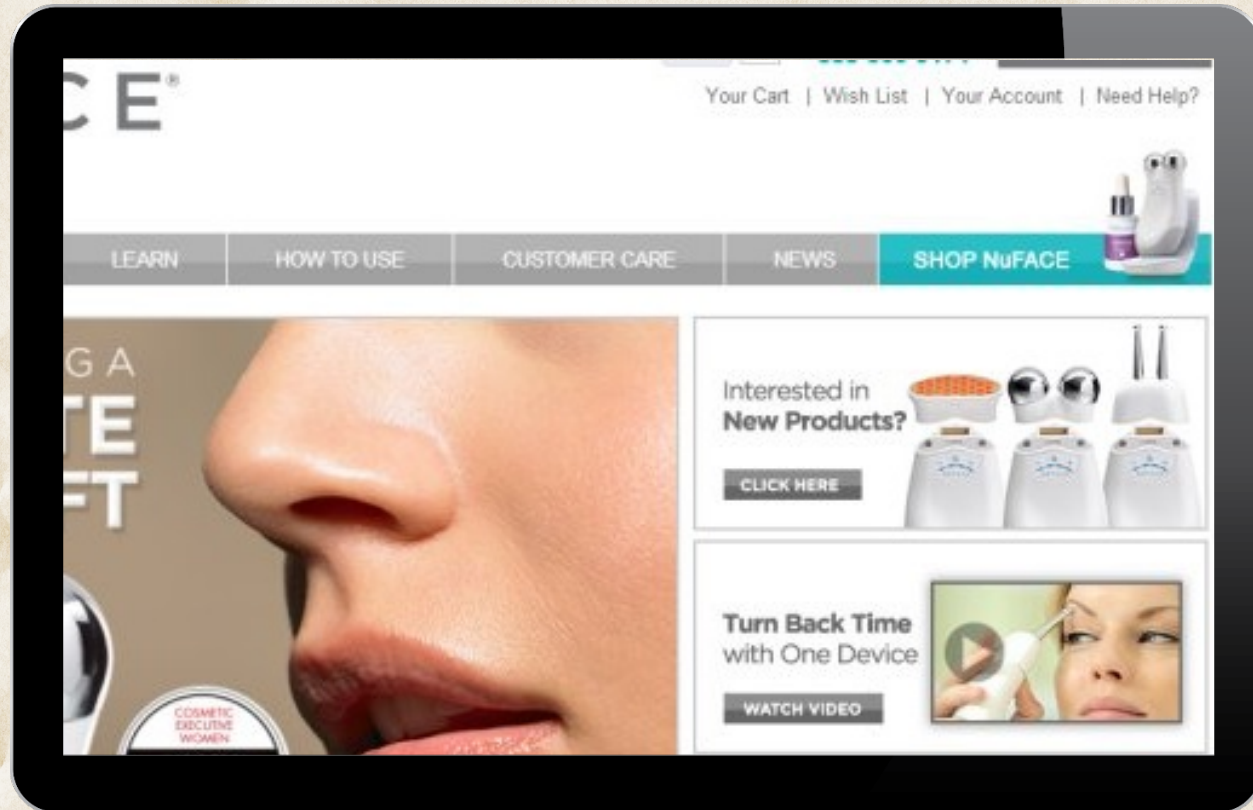 CE®
Your Cart | Wish List | Your Account | Need Help?
LEARN
HOW TO USE
CUSTOMER CARE
NEWS
SHOP NuFACE
G A
TE
FT
COSMETIC
EXECUTIVE
WOMEN
Interested in
New Products?
CLICK HERE
Turn Back Time
with One Device
WATCH VIDEO